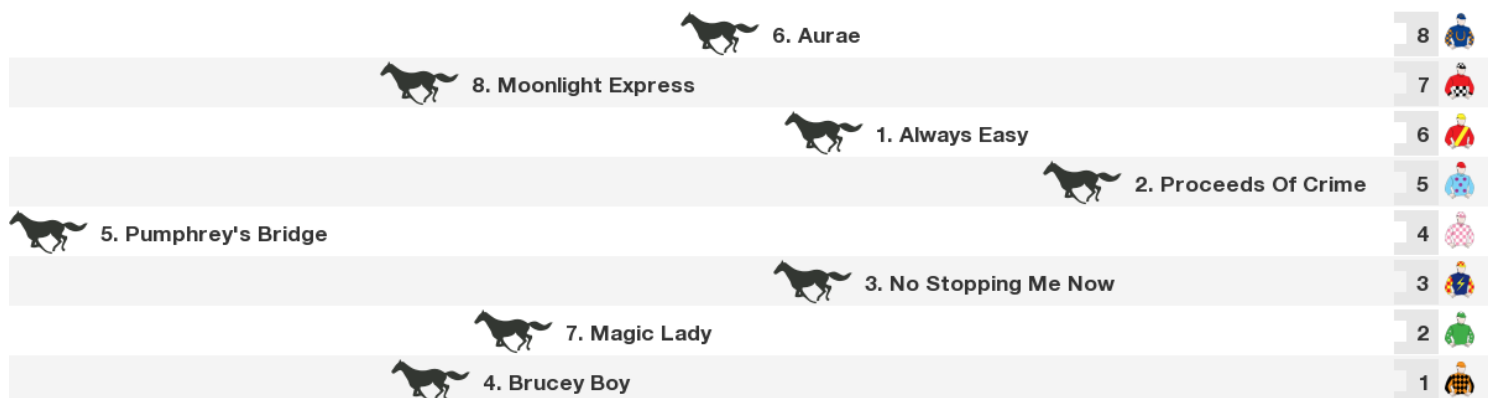 6. Aurae 8
8. Moonlight Express 7
1. Always Easy 6
2. Proceeds Of Crime 5
5. Pumphrey's Bridge 4
3. No Stopping Me Now 3
7. Magic Lady 2
4. Brucey Boy 1